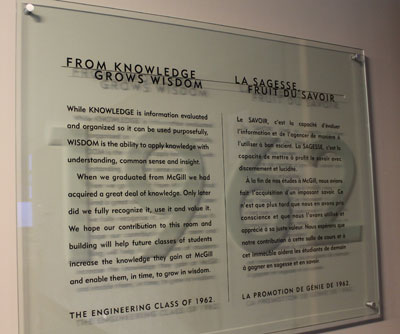 FROM KNOWLEDGE
GROWS WISDOM
While KNOWLEDGE is information evaluated
and organized so it can be used purposefully,
WISDOM is the ability to apply knowledge with
understanding, common sense and insight.
When we graduated from McGill we had
acquired a great deal of knowledge. Only later
did we fully recognize it, use it and value it.
We hope our contribution to this room and
building will help future classes of students
increase the knowledge they gain at McGill
and enable them, in time, to grow in wisdom.
THE ENGINEERING CLASS OF 1962.
LA SAGESSE
FRUIT DU SAVOIR
Le SAVOIR, c'est la capacité d'évaluer
l'information et de l'agencer de manière à
l'utiliser à bon escient. La SAGESSE, c'est la
capacité de mettre à profit le savoir avec
discernement et lucidité.
À la fin de nos études à McGill, nous avions
fait l'acquisition d'un imposant savoir. Ce
n'est que plus tard que nous en avons pris
conscience et que nous l'avons utilisé et
apprécié à sa juste valeur. Nous espérons que
notre contribution à cette salle de cours et à
cet immeuble aidera les étudiants de demain
à gagner en sagesse et en savoir.
LA PROMOTION DE GÉNIE DE 1962.